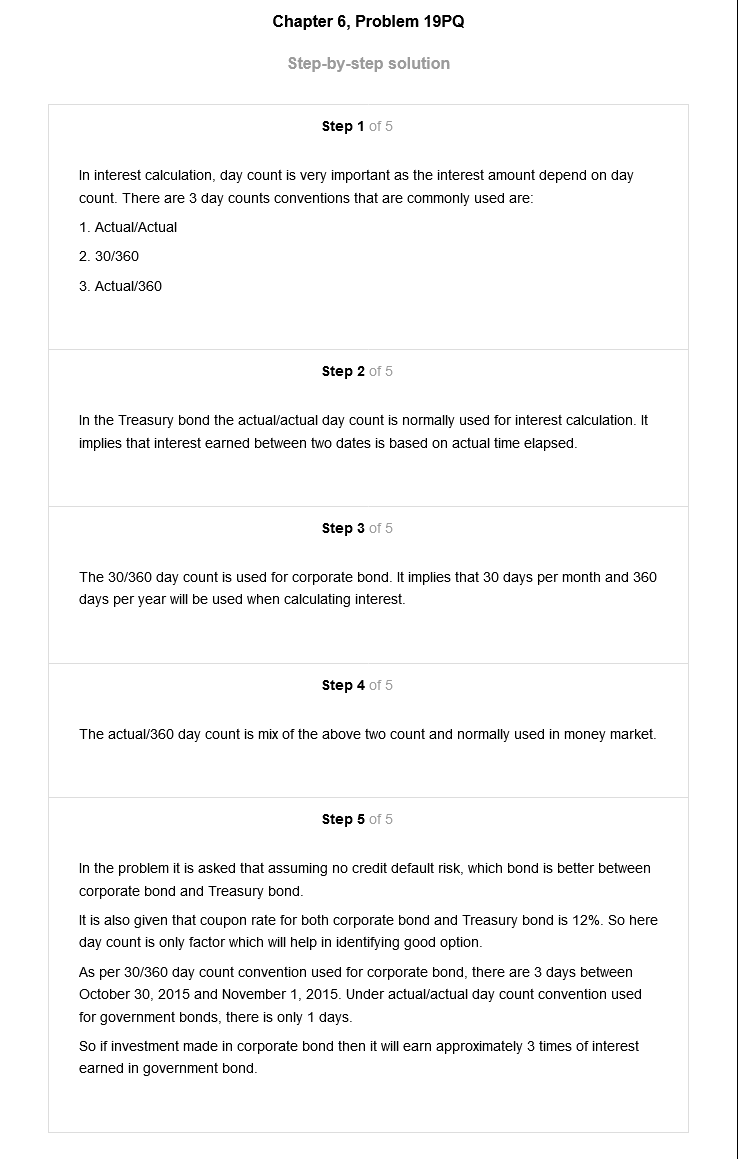 Chapter 6, Problem 19PQ
Step-by-step solution
Step 1 of 5
In interest calculation, day count is very important as the interest amount depend on day
count. There are 3 day counts conventions that are commonly used are:
1. Actual/Actual
2. 30/360
3. Actual/360
Step 2 of 5
In the Treasury bond the actual/actual day count is normally used for interest calculation. It
implies that interest earned between two dates is based on actual time elapsed.
Step 3 of 5
The 30/360 day count is used for corporate bond. It implies that 30 days per month and 360
days per year will be used when calculating interest.
Step 4 of 5
The actual/360 day count is mix of the above two count and normally used in money market.
Step 5 of 5
In the problem it is asked that assuming no credit default risk, which bond is better between
corporate bond and Treasury bond.
It is also given that coupon rate for both corporate bond and Treasury bond is 12%. So here
day count is only factor which will help in identifying good option.
As per 30/360 day count convention used for corporate bond, there are 3 days between
October 30, 2015 and November 1, 2015. Under actual/actual day count convention used
for government bonds, there is only 1 days.
So if investment made in corporate bond then it will earn approximately 3 times of interest
earned in government bond.